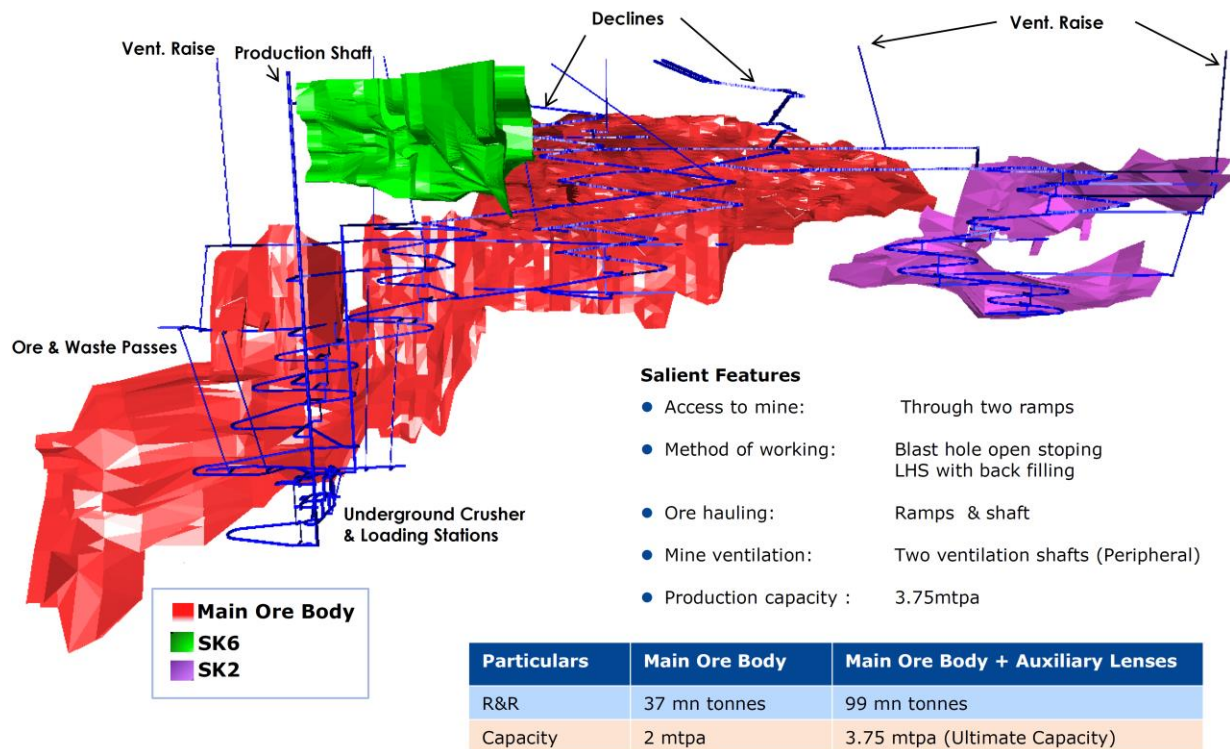 Declines
Vent. Raise
Vent. Raise
Production Shaft
Ore & Waste Passes
Underground Crusher
& Loading Stations
Main Ore Body
SK6
SK2
Salient Features
Access to mine: Through two ramps
Method of working: Blast hole open stoping
LHS with back filling
Ore hauling: Ramps & shaft
Mine ventilation: Two ventilation shafts (Peripheral)
Production capacity : 3.75mtpa
Particulars Main Ore Body Main Ore Body + Auxiliary Lenses
R&R 37 mn tonnes 99 mn tonnes
Capacity 2 mtpa 3.75 mtpa (Ultimate Capacity)